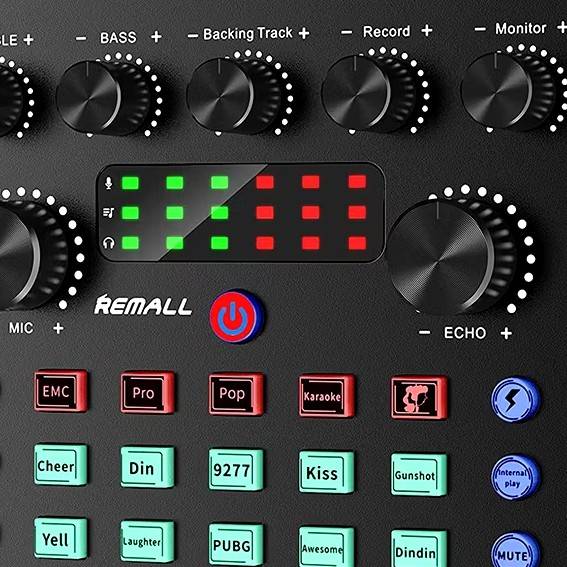 LE +
- BASS +
- Backing Track +
- Record +
- Monitor +
REMALL
MIC +
- ECHO +
EMC
Pro
Pop
Karaoke
Cheer
Din
9277
Kiss
Gunshot
Internal
play
Yell
Laughter
PUBG
Awesome
Dindin
MUTE